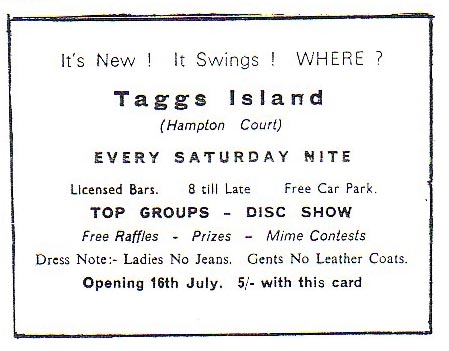 It's New ! It Swings ! WHERE ?
Taggs Island
(Hampton Court)
EVERY SATURDAY NITE
Licensed Bars. 8 till Late Free Car Park.
TOP GROUPS - DISC SHOW
Free Raffles - Prizes - Mime Contests
Dress Note:- Ladies No Jeans. Gents No Leather Coats.
Opening 16th July. 5/- with this card